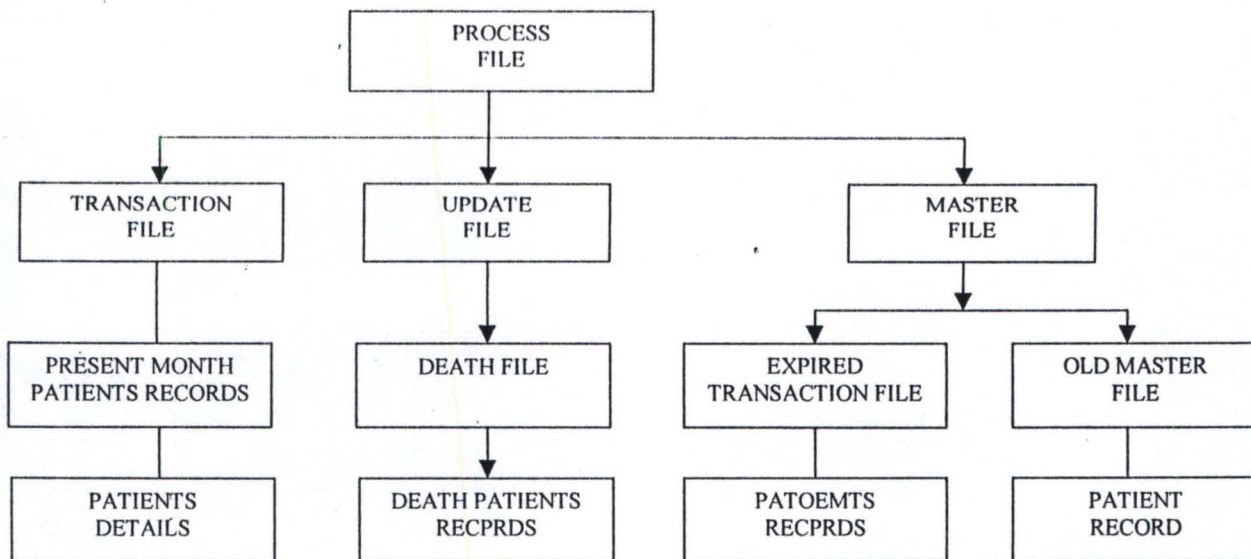 PROCESS
FILE
TRANSACTION
FILE
UPDATE
FILE
MASTER
FILE
PRESENT MONTH
PATIENTS RECORDS
DEATH FILE
EXPIRED
TRANSACTION FILE
OLD MASTER
FILE
PATIENTS
DETAILS
DEATH PATIENTS
RECPRDS
PATOEMTS
RECPRDS
PATIENT
RECORD